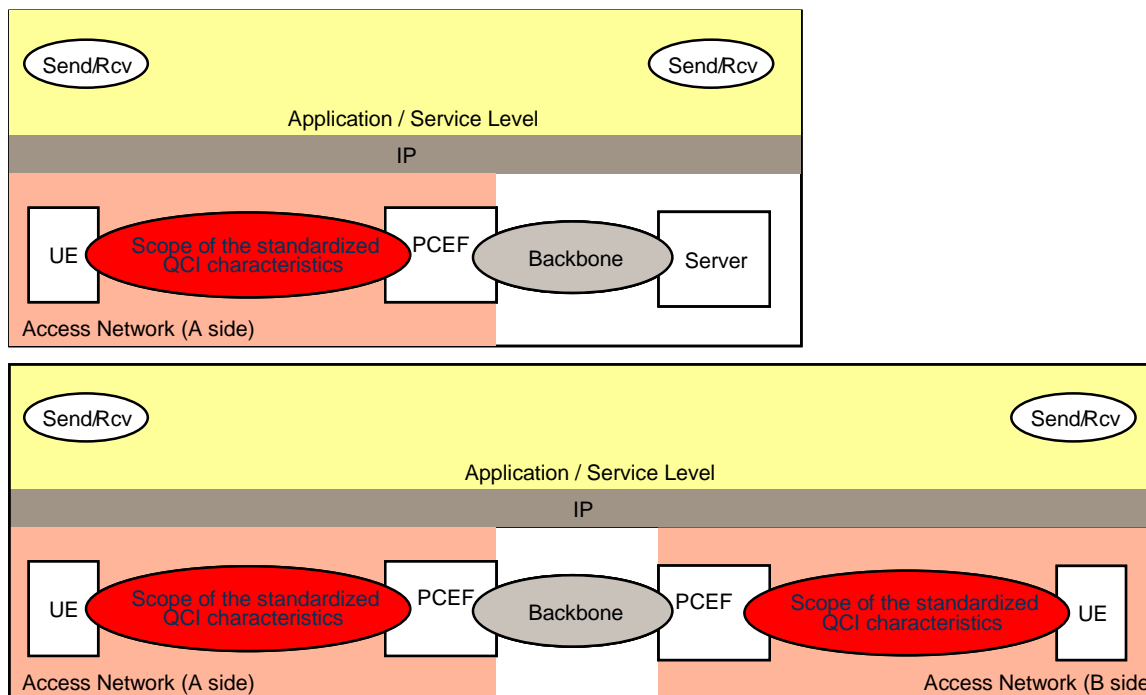 Send/Rcv Send/Rcv
Application / Service Level
IP
UE
Scope of the standardized
QCI characteristics
PCEF
Backbone
Server
Access Network (A side)
Send/Rcv Send/Rcv
Application / Service Level
IP
UE
Scope of the standardized
QCI characteristics
PCEF
Backbone
PCEF
Scope of the standardized
QCI characteristics
UE
Access Network (A side) Access Network (B side